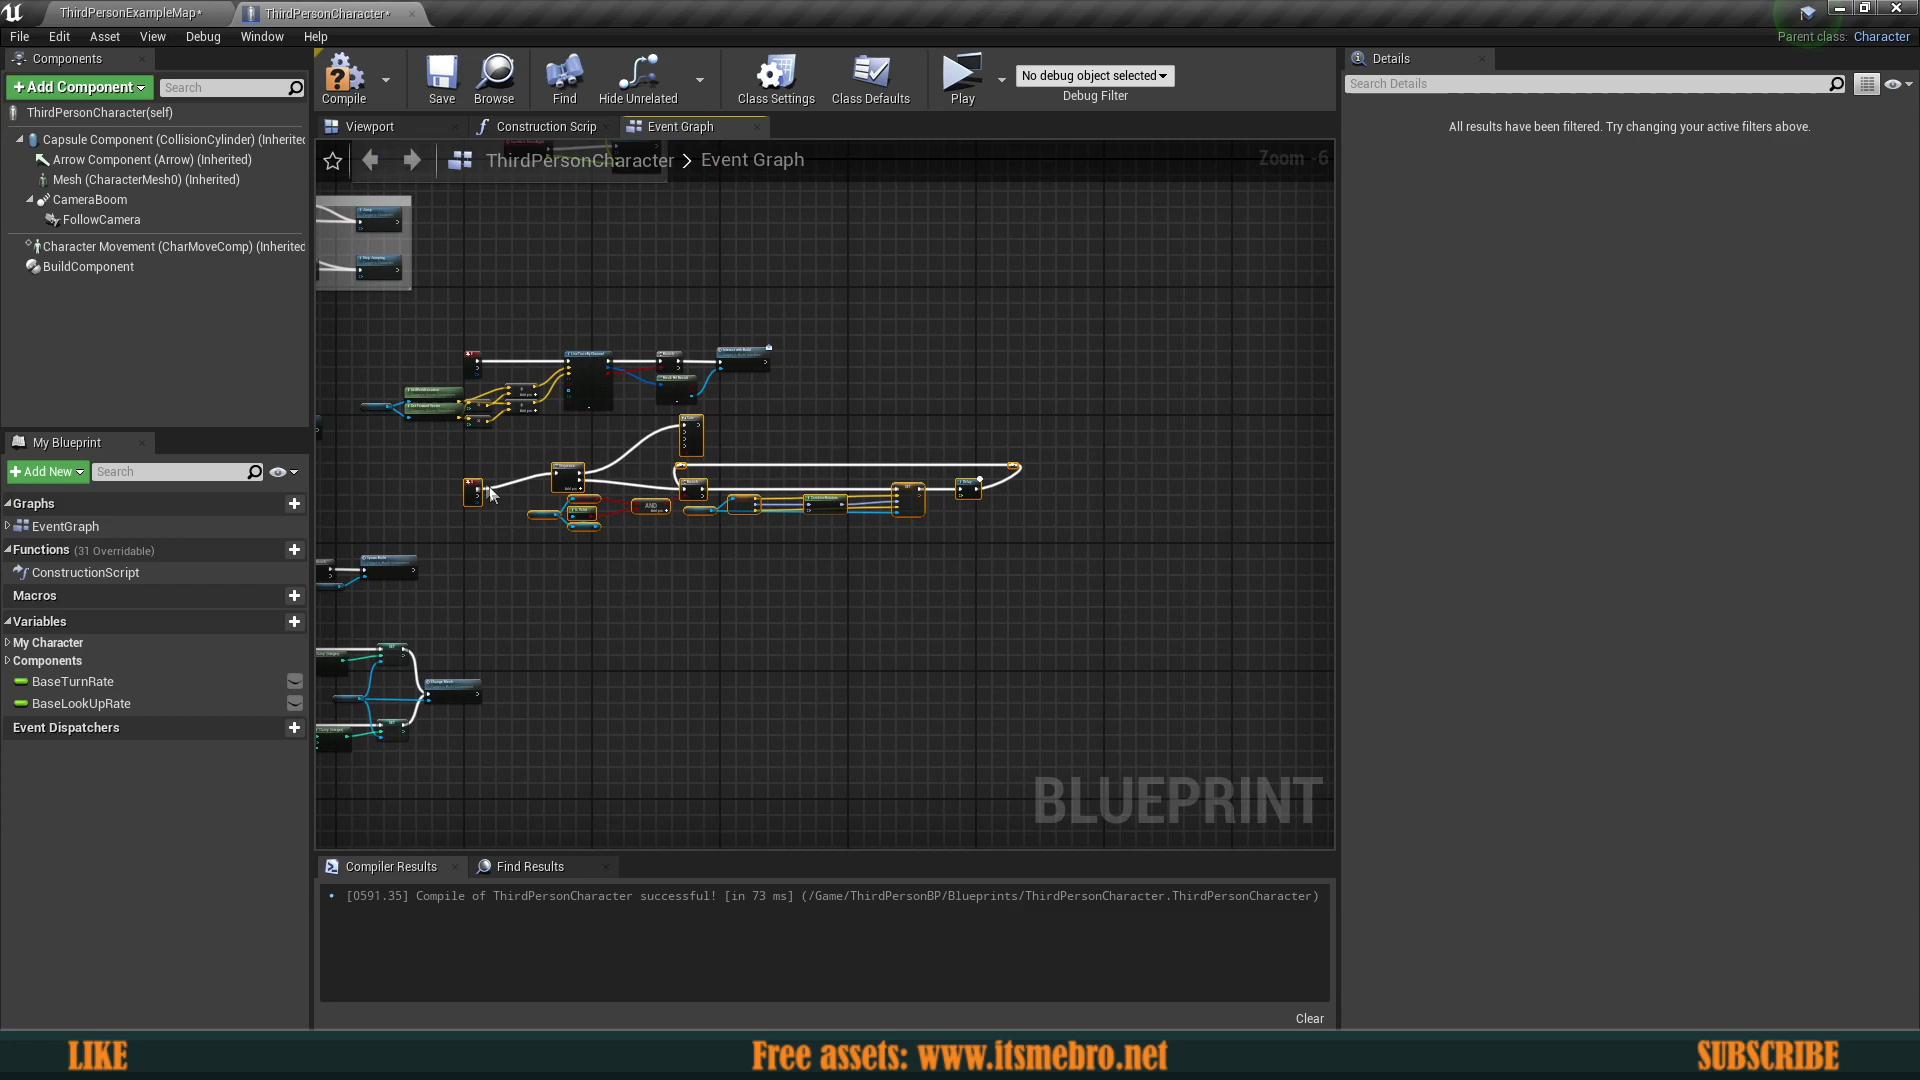 ThirdPersonExampleMap*
ThirdPersonCharacter*
File Edit Asset View Debug Window Help
Parent class: Character
Components
+Add Component Search
ThirdPersonCharacter(self)
Capsule Component (CollisionCylinder) (Inherited
Arrow Component (Arrow) (Inherited)
Mesh (CharacterMesh0) (Inherited)
CameraBoom
FollowCamera
Character Movement (CharMoveComp) (Inherited
BuildComponent
Compile Save Browse Find Hide Unrelated Class Settings Class Defaults Play
No debug object selected
Debug Filter
Viewport Construction Scrip Event Graph
ThirdPersonCharacter > Event Graph
Zoom -6
AND
BLUEPRINT
My Blueprint
+Add New Search
Graphs
EventGraph
Functions (31 Overridable)
ConstructionScript
Macros
Variables
My Character
Components
BaseTurnRate
BaseLookUpRate
Event Dispatchers
Compiler Results Find Results
[0591.35] Compile of ThirdPersonCharacter successful! [in 73 ms] (/Game/ThirdPersonBP/Blueprints/ThirdPersonCharacter.ThirdPersonCharacter)
Clear
Details
Search Details
All results have been filtered. Try changing your active filters above.
LIKE
Free assets: www.itsmebro.net
SUBSCRIBE